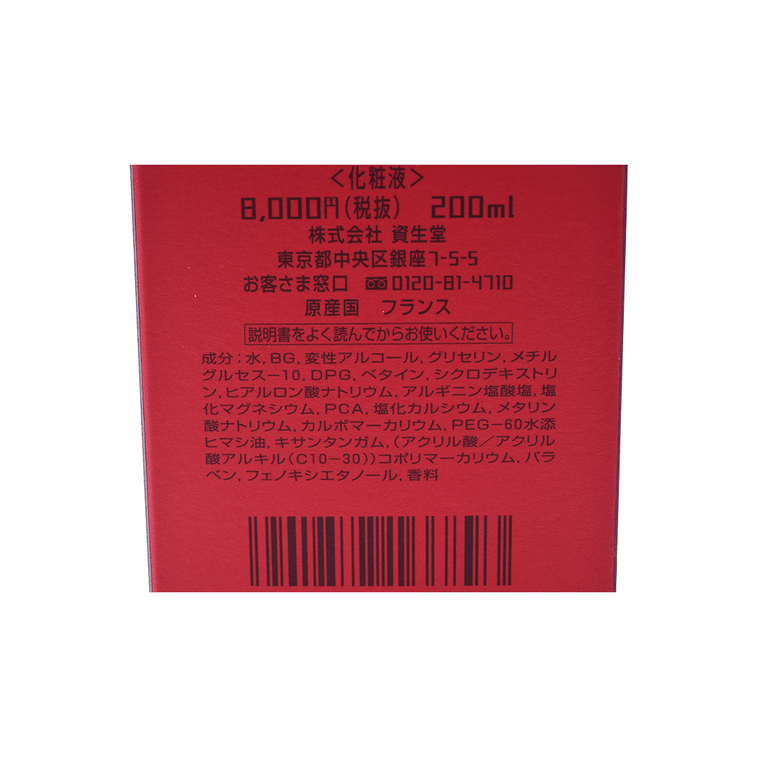 〈化粧液〉
8,000円(税抜) 200ml
株式会社 資生堂
東京都中央区銀座7-5-5
お客さま窓口 0120-81-4710
原産国 フランス
説明書をよく読んでからお使いください。
成分：水,BG,変性アルコール,グリセリン,メチル
グルセス-10,DPG,ベタイン,シクロデキストリ
ン,ヒアルロン酸ナトリウム,アルギニン塩酸塩,塩
化マグネシウム,PCA,塩化カルシウム,メタリン
酸ナトリウム,カルボマーカリウム,PEG-60水添
ヒマシ油,キサンタンガム,(アクリル酸/アクリル
酸アルキル(C10-30))コポリマーカリウム,パラ
ベン,フェノキシエタノール,香料